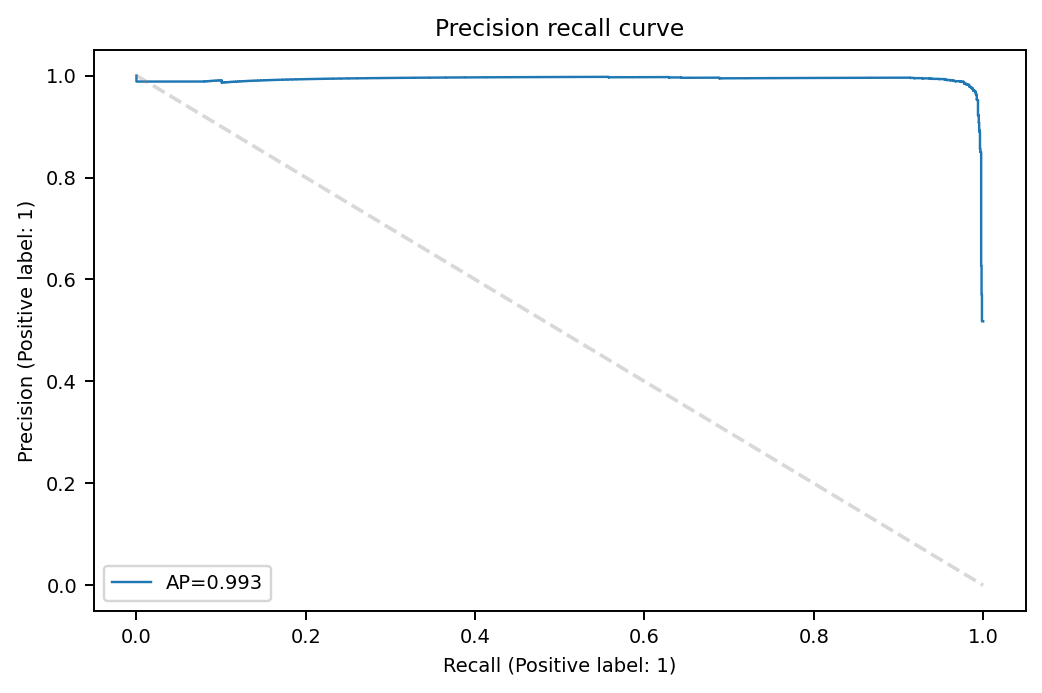 Precision recall curve
1.0
0.8
0.6
0.4
0.2
0.0
Precision (Positive label: 1)
AP=0.993
0.0 0.2 0.4 0.6 0.8 1.0
Recall (Positive label: 1)